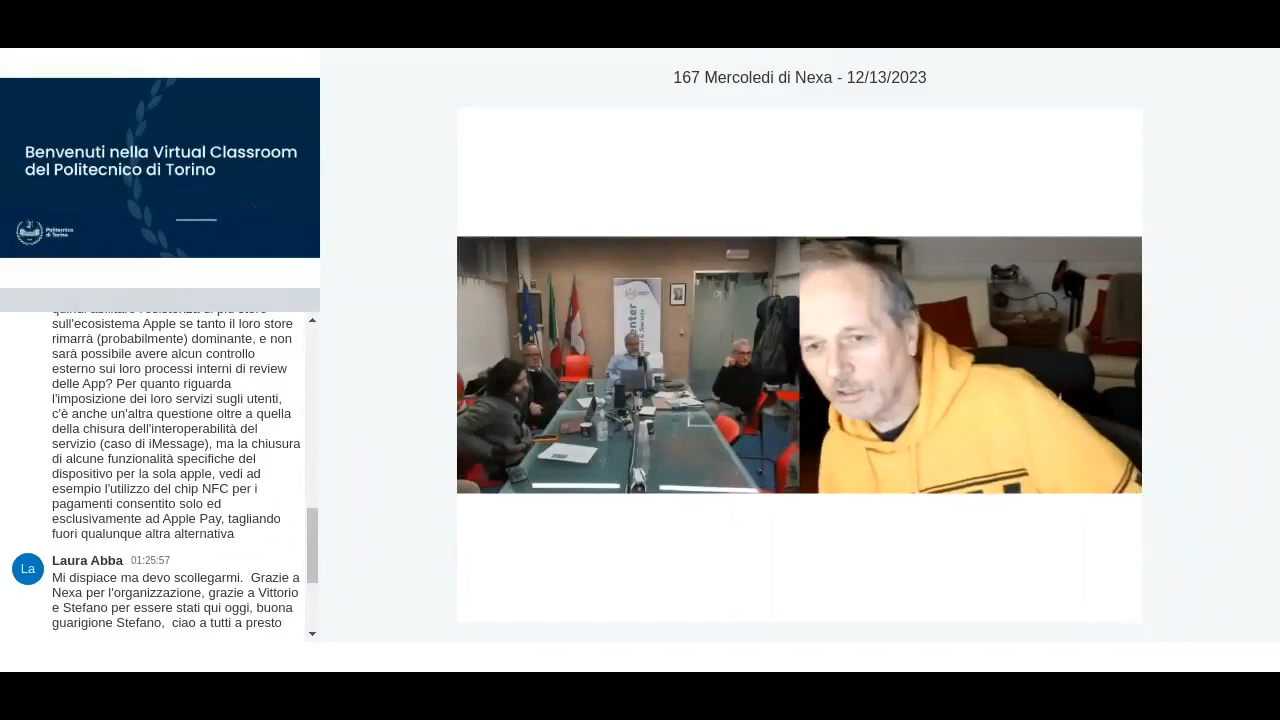 167 Mercoledi di Nexa - 12/13/2023
Benvenuti nella Virtual Classroom
del Politecnico di Torino
Politecnico
di Torino
sull'ecosistema Apple se tanto il loro store
rimarrà (probabilmente) dominante, e non
sarà possibile avere alcun controllo
esterno sui loro processi interni di review
delle App? Per quanto riguarda
l'imposizione dei loro servizi sugli utenti,
c'è anche un'altra questione oltre a quella
della chisura dell'interoperabilità del
servizio (caso di iMessage), ma la chiusura
di alcune funzionalità specifiche del
dispositivo per la sola apple, vedi ad
esempio l'utilizzo del chip NFC per i
pagamenti consentito solo ed
esclusivamente ad Apple Pay, tagliando
fuori qualunque altra alternativa
La
Laura Abba 01:25:57
Mi dispiace ma devo scollegarmi.  Grazie a
Nexa per l'organizzazione, grazie a Vittorio
e Stefano per essere stati qui oggi, buona
guarigione Stefano,  ciao a tutti a presto